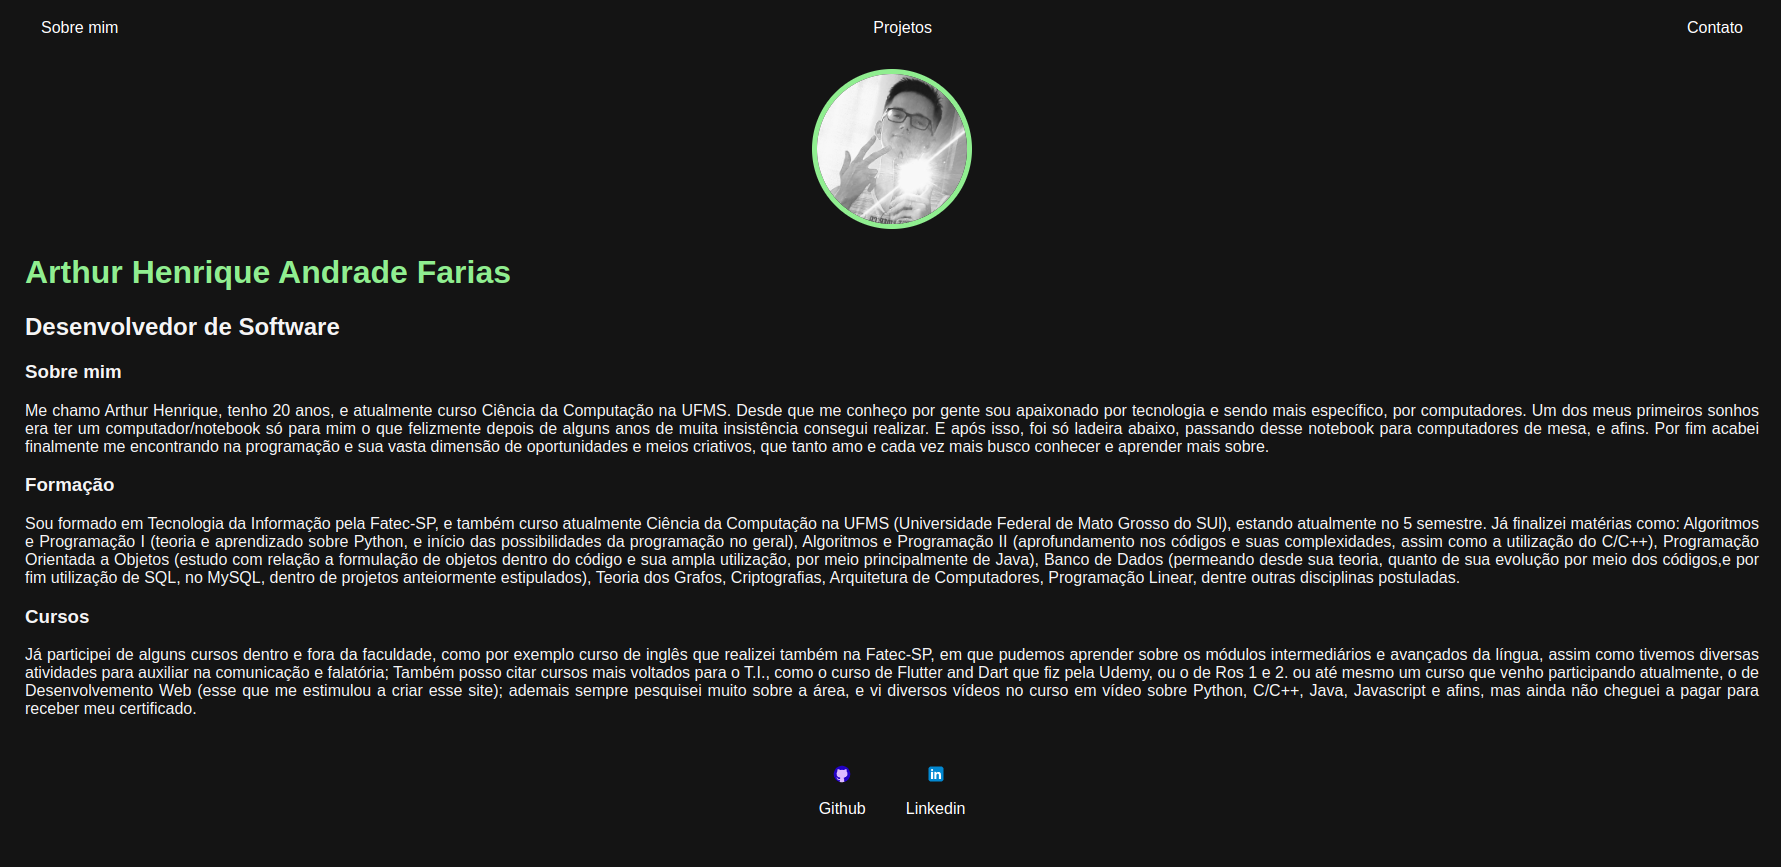 Sobre mim
Projetos
Contato
Arthur Henrique Andrade Farias
Desenvolvedor de Software
Sobre mim
Me chamo Arthur Henrique, tenho 20 anos, e atualmente curso Ciência da Computação na UFMS. Desde que me conheço por gente sou apaixonado por tecnologia e sendo mais específico, por computadores. Um dos meus primeiros sonhos
era ter um computador/notebook só para mim o que felizmente depois de alguns anos de muita insistência consegui realizar. E após isso, foi só ladeira abaixo, passando desse notebook para computadores de mesa, e afins. Por fim acabei
finalmente me encontrando na programação e sua vasta dimensão de oportunidades e meios criativos, que tanto amo e cada vez mais busco conhecer e aprender mais sobre.
Formação
Sou formado em Tecnologia da Informação pela Fatec-SP, e também curso atualmente Ciência da Computação na UFMS (Universidade Federal de Mato Grosso do SUl), estando atualmente no 5 semestre. Já finalizei matérias como: Algoritmos
e Programação I (teoria e aprendizado sobre Python, e início das possibilidades da programação no geral), Algoritmos e Programação II (aprofundamento nos códigos e suas complexidades, assim como a utilização do C/C++), Programação
Orientada a Objetos (estudo com relação a formulação de objetos dentro do código e sua ampla utilização, por meio principalmente de Java), Banco de Dados (permeando desde sua teoria, quanto de sua evolução por meio dos códigos,e por
fim utilização de SQL, no MySQL, dentro de projetos anteiormente estipulados), Teoria dos Grafos, Criptografias, Arquitetura de Computadores, Programação Linear, dentre outras disciplinas postuladas.
Cursos
Já participei de alguns cursos dentro e fora da faculdade, como por exemplo curso de inglês que realizei também na Fatec-SP, em que pudemos aprender sobre os módulos intermediários e avançados da língua, assim como tivemos diversas
atividades para auxiliar na comunicação e falatória; Também posso citar cursos mais voltados para o T.I., como o curso de Flutter and Dart que fiz pela Udemy, ou o de Ros 1 e 2. ou até mesmo um curso que venho participando atualmente, o de
Desenvolvemento Web (esse que me estimulou a criar esse site); ademais sempre pesquisei muito sobre a área, e vi diversos vídeos no curso em vídeo sobre Python, C/C++, Java, Javascript e afins, mas ainda não cheguei a pagar para
receber meu certificado.
in
Github
Linkedin